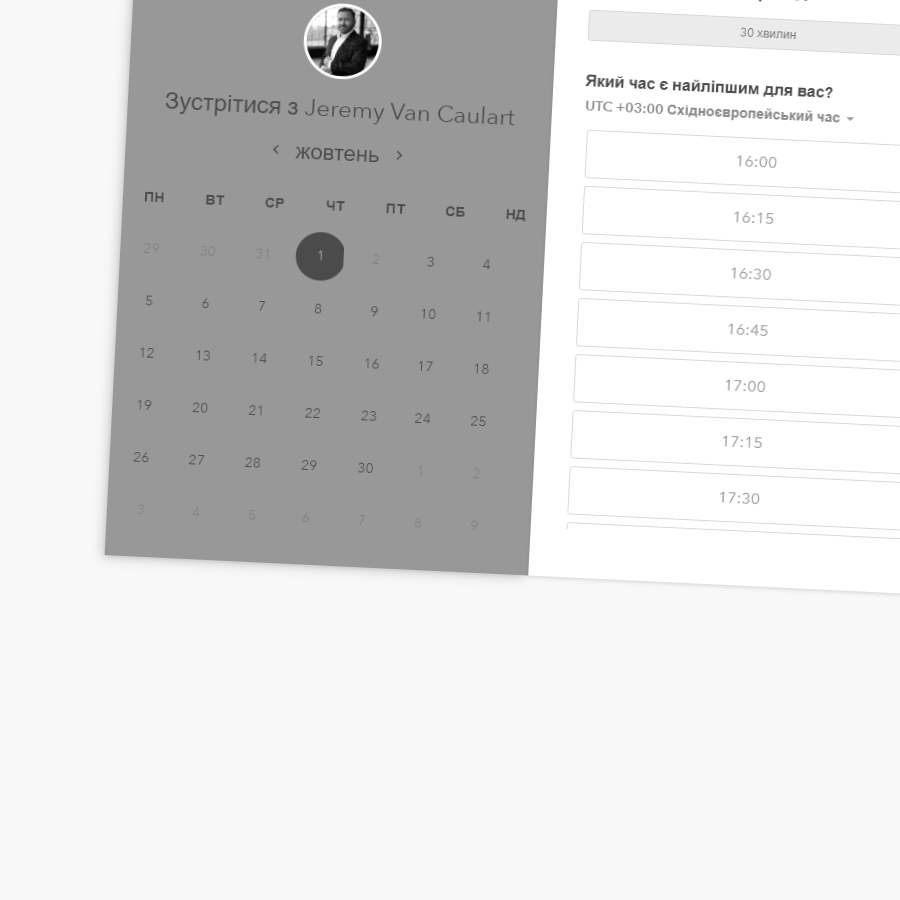 Зустрітися з Jeremy Van Caulart
жовтень
ПН ВТ СР ЧТ ПТ СБ НД
29 30 31 1 2 3 4
5 6 7 8 9 10 11
12 13 14 15 16 17 18
19 20 21 22 23 24 25
26 27 28 29 30 1 2
3 4 5 6 7 8 9
30 хвилин
Який час є найліпшим для вас?
UTC +03:00 Східноєвропейський час
16:00
16:15
16:30
16:45
17:00
17:15
17:30